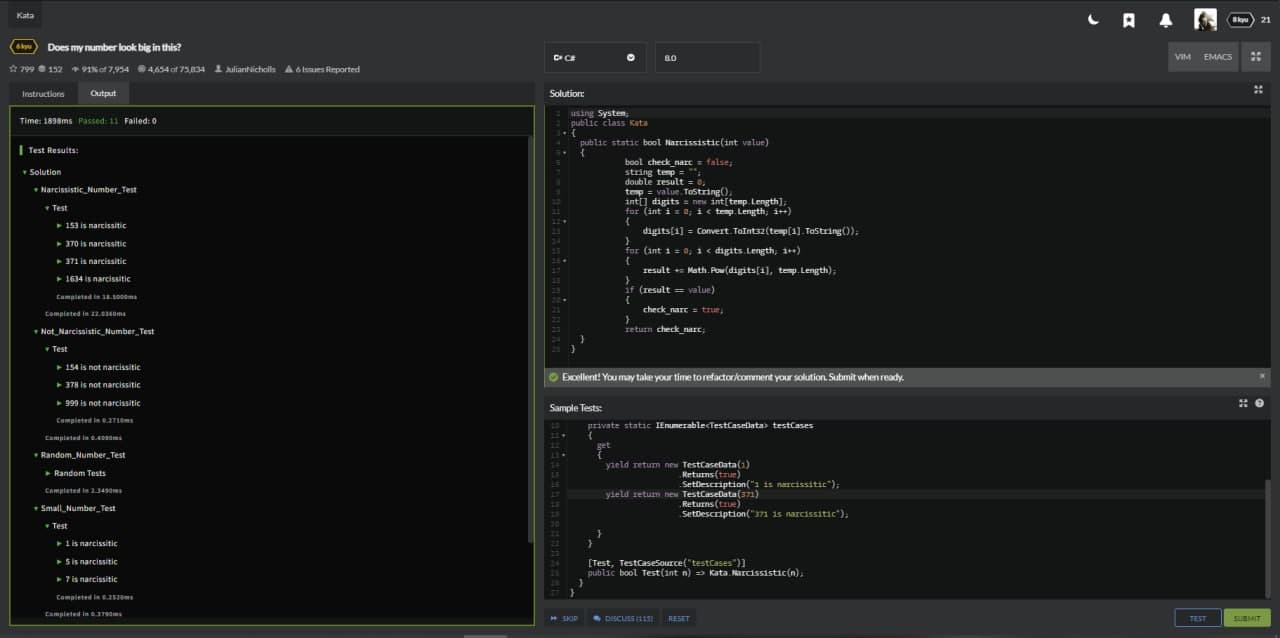 Kata
8 kyu 21
6 kyu Does my number look big in this?
799 152 91% of 7,954 4,654 of 75,834 JulianNicholls 6 Issues Reported
C# 8.0 VIM EMACS
Instructions Output
Time: 1898ms Passed: 11 Failed: 0
Test Results:
Solution
Narcissistic_Number_Test
Test
153 is narcissitic
370 is narcissitic
371 is narcissitic
1634 is narcissitic
Completed in 18.5000ms
Completed in 22.0360ms
Not_Narcissistic_Number_Test
Test
154 is not narcissitic
378 is not narcissitic
999 is not narcissitic
Completed in 0.2710ms
Completed in 0.4090ms
Random_Number_Test
Random Tests
Completed in 2.3490ms
Small_Number_Test
Test
1 is narcissitic
5 is narcissitic
7 is narcissitic
Completed in 0.2520ms
Completed in 0.3790ms
Solution:
1 using System;
2 public class Kata
3 {
4 public static bool Narcissistic(int value)
5 {
6 bool check_narc = false;
7 string temp = "";
8 double result = 0;
9 temp = value.ToString();
10 int[] digits = new int[temp.Length];
11 for (int i = 0; i < temp.Length; i++)
12 {
13 digits[i] = Convert.ToInt32(temp[i].ToString());
14 }
15 for (int i = 0; i < digits.Length; i++)
16 {
17 result += Math.Pow(digits[i], temp.Length);
18 }
19 if (result == value)
20 {
21 check_narc = true;
22 }
23 return check_narc;
24 }
25 }
Excellent! You may take your time to refactor/comment your solution. Submit when ready.
Sample Tests:
10 private static IEnumerable<TestCaseData> testCases
11 {
12 get
13 {
14 yield return new TestCaseData(1)
15 .Returns(true)
16 .SetDescription("1 is narcissitic");
17 yield return new TestCaseData(371)
18 .Returns(true)
19 .SetDescription("371 is narcissitic");
20
21 }
22 }
23
24 [Test, TestCaseSource("testCases")]
25 public bool Test(int n) => Kata.Narcissistic(n);
26 }
27 }
SKIP DISCUSS (115) RESET TEST SUBMIT